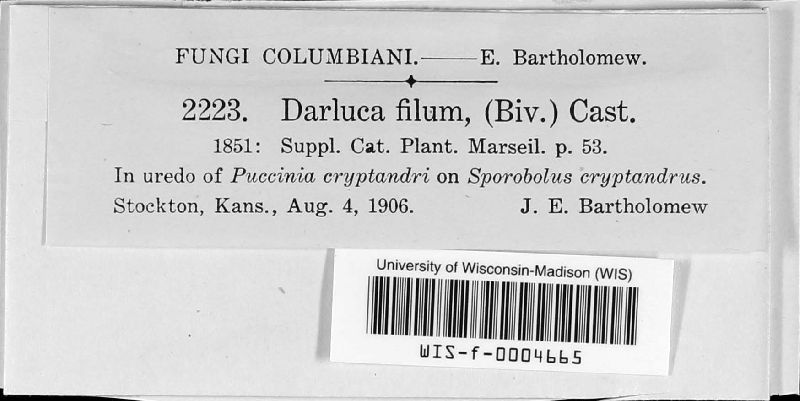 FUNGI COLUMBIANI.——E. Bartholomew.
2223. Darluca filum, (Biv.) Cast.
1851: Suppl. Cat. Plant. Marseil. p. 53.
In uredo of Puccinia cryptandri on Sporobolus cryptandrus.
Stockton, Kans., Aug. 4, 1906. J. E. Bartholomew
University of Wisconsin-Madison (WIS)
WIS-f-0004665